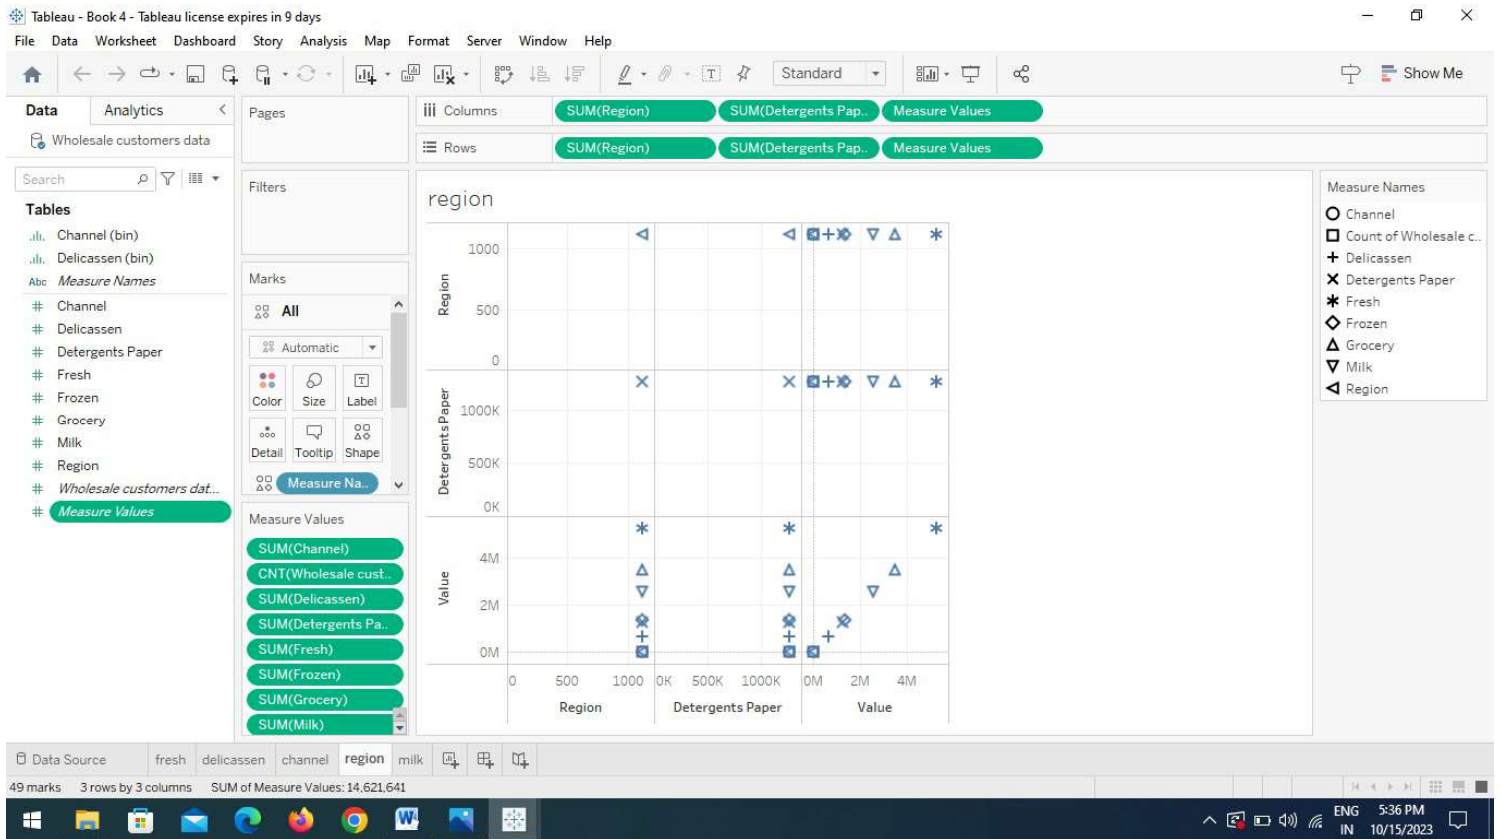 Tableau - Book 4 - Tableau license expires in 9 days
File Data Worksheet Dashboard Story Analysis Map Format Server Window Help
Standard
Show Me
Data Analytics
Wholesale customers data
Search
Tables
Channel (bin)
Delicassen (bin)
Abc Measure Names
# Channel
# Delicassen
# Detergents Paper
# Fresh
# Frozen
# Grocery
# Milk
# Region
# Wholesale customers dat...
# Measure Values
Pages
Filters
Marks
All
Automatic
Color Size Label
Detail Tooltip Shape
Measure Na..
Measure Values
SUM(Channel)
CNT(Wholesale cust..
SUM(Delicassen)
SUM(Detergents Pa..
SUM(Fresh)
SUM(Frozen)
SUM(Grocery)
SUM(Milk)
iii Columns SUM(Region) SUM(Detergents Pap.. Measure Values
Rows SUM(Region) SUM(Detergents Pap.. Measure Values
region
Region
1000
500
0
Detergents Paper
1000K
500K
0K
Value
4M
2M
0M
0 500 1000 0K 500K 1000K 0M 2M 4M
Region Detergents Paper Value
Measure Names
Channel
Count of Wholesale c..
Delicassen
Detergents Paper
Fresh
Frozen
Grocery
Milk
Region
Data Source fresh delicassen channel region milk
49 marks 3 rows by 3 columns SUM of Measure Values: 14,621,641
ENG 5:36 PM
IN 10/15/2023